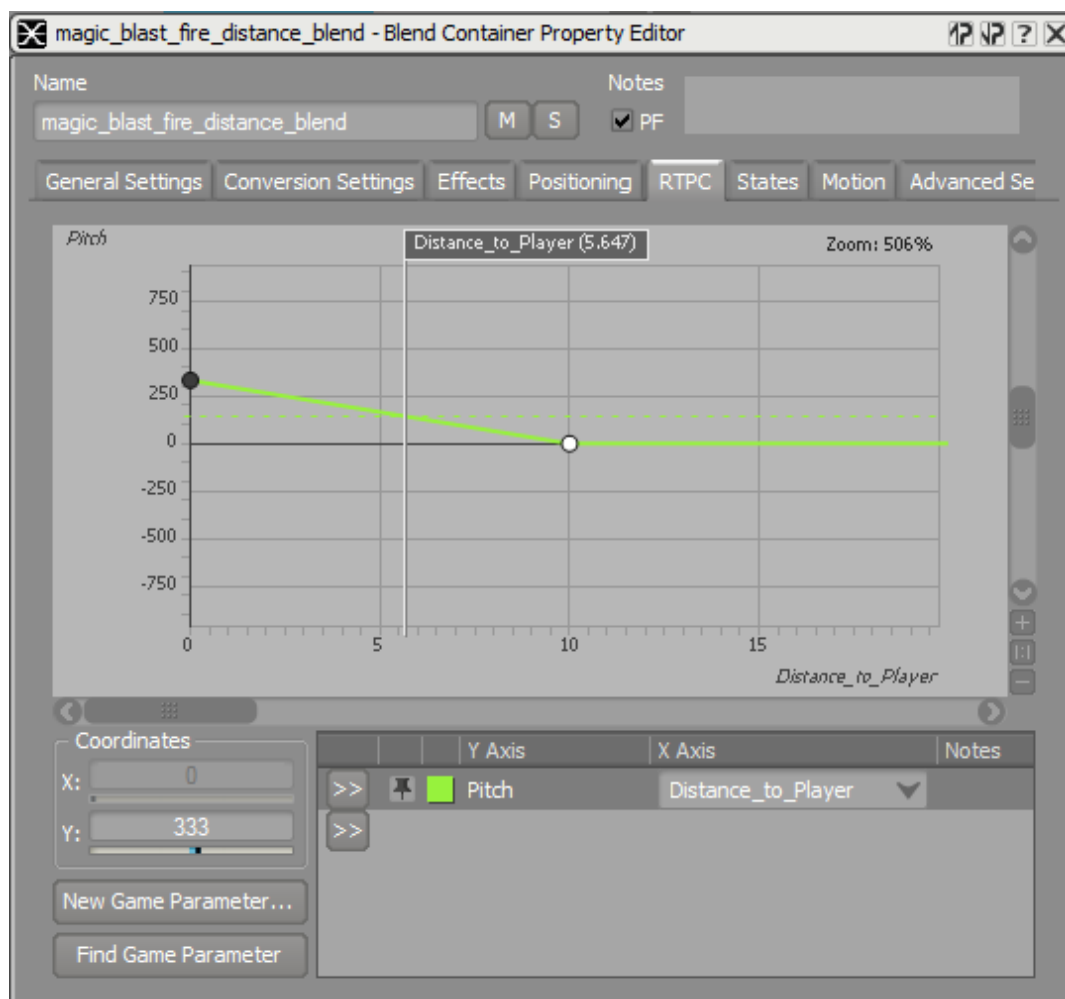 magic_blast_fire_distance_blend - Blend Container Property Editor
Name
Notes
magic_blast_fire_distance_blend
M
S
PF
General Settings
Conversion Settings
Effects
Positioning
RTPC
States
Motion
Advanced Se
Pitch
Distance_to_Player (5.647)
Zoom: 506%
750
500
250
0
-250
-500
-750
0
5
10
15
Distance_to_Player
Coordinates
X:
0
Y:
333
New Game Parameter...
Find Game Parameter
Y Axis
X Axis
Notes
>>
Pitch
Distance_to_Player
>>